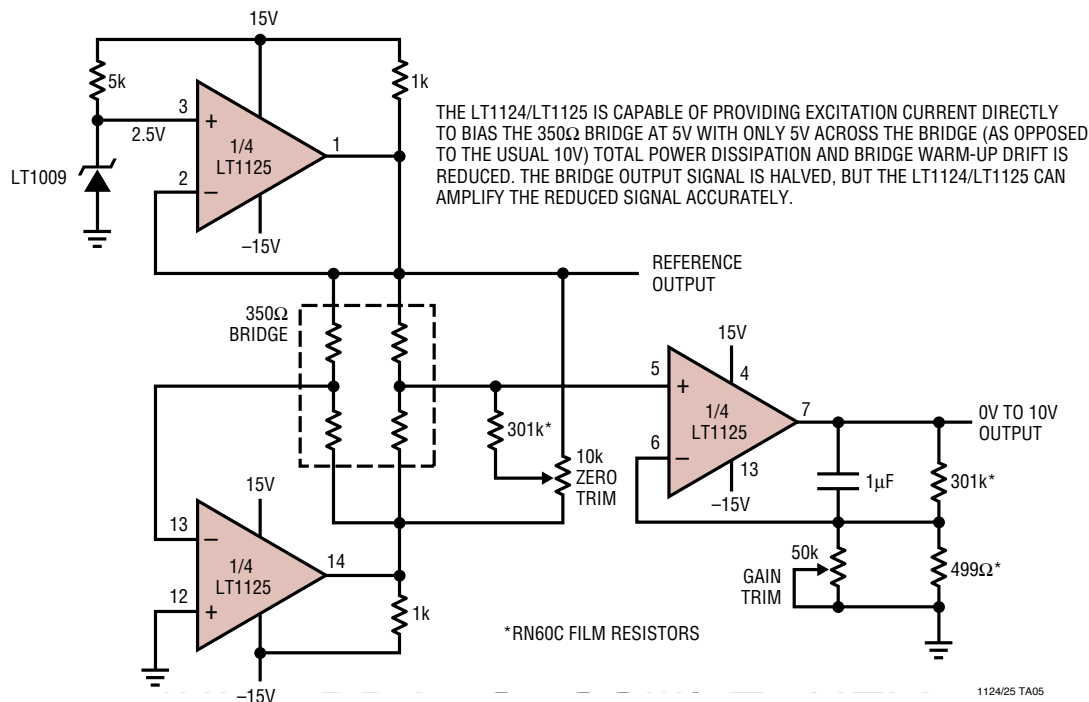 15V
5k
1k
3
+
2.5V
1/4
LT1125
1
LT1009
2
–
–15V
THE LT1124/LT1125 IS CAPABLE OF PROVIDING EXCITATION CURRENT DIRECTLY
TO BIAS THE 350Ω BRIDGE AT 5V WITH ONLY 5V ACROSS THE BRIDGE (AS OPPOSED
TO THE USUAL 10V) TOTAL POWER DISSIPATION AND BRIDGE WARM-UP DRIFT IS
REDUCED. THE BRIDGE OUTPUT SIGNAL IS HALVED, BUT THE LT1124/LT1125 CAN
AMPLIFY THE REDUCED SIGNAL ACCURATELY.
REFERENCE
OUTPUT
350Ω
BRIDGE
15V
5
+
4
1/4
LT1125
7
0V TO 10V
OUTPUT
6
–
13
–15V
301k*
10k
ZERO
TRIM
1µF
301k*
15V
13
–
1/4
LT1125
14
12
+
1k
–15V
50k
GAIN
TRIM
499Ω*
*RN60C FILM RESISTORS
1124/25 TA05